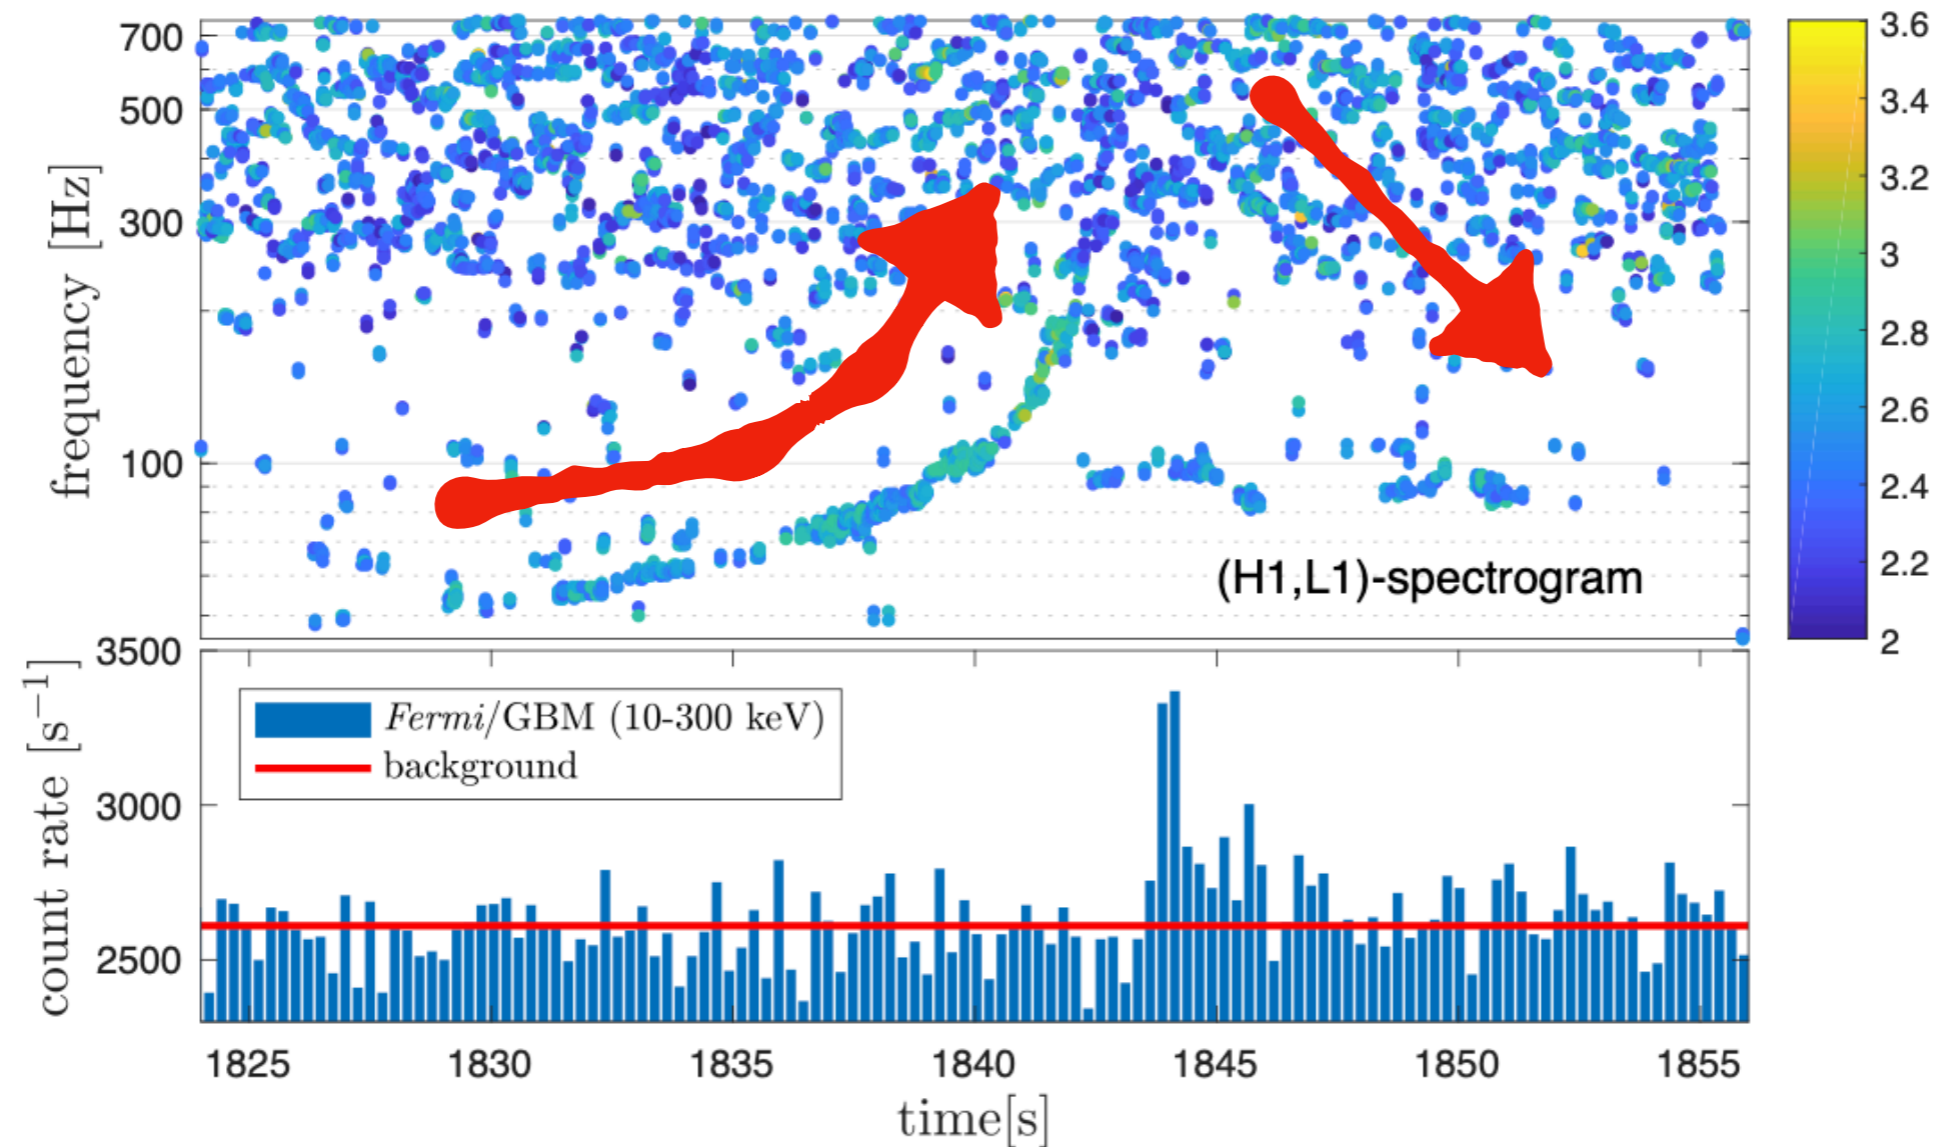 700
500
300
100
frequency [Hz]
(H1,L1)-spectrogram
3.6
3.4
3.2
3
2.8
2.6
2.4
2.2
2
3500
3000
2500
count rate [s⁻¹]
Fermi/GBM (10-300 keV)
background
1825 1830 1835 1840 1845 1850 1855
time[s]